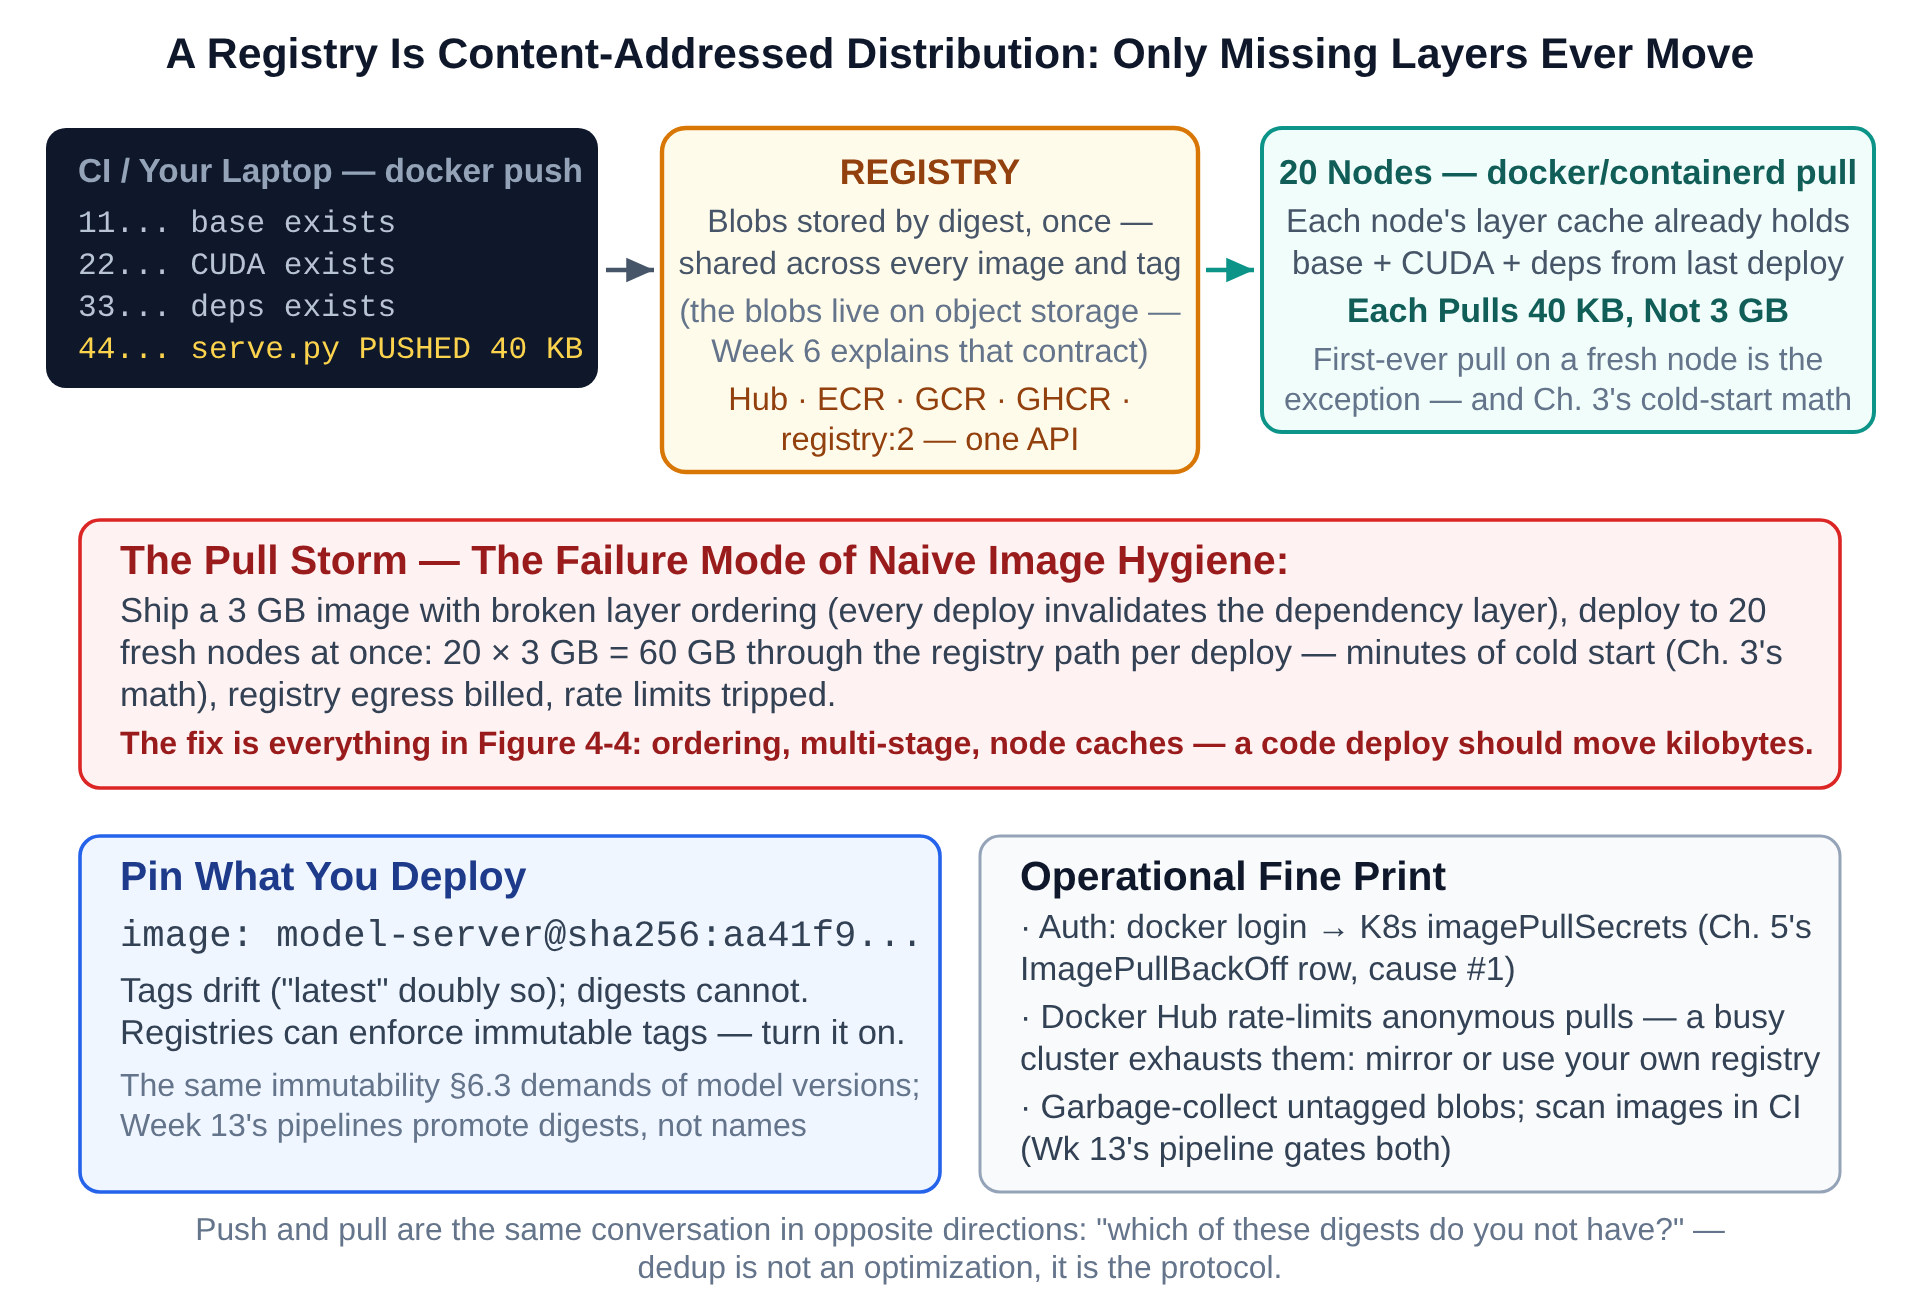 A Registry Is Content-Addressed Distribution: Only Missing Layers Ever Move
CI / Your Laptop — docker push
11... base exists
22... CUDA exists
33... deps exists
44... serve.py PUSHED 40 KB
REGISTRY
Blobs stored by digest, once —
shared across every image and tag
(the blobs live on object storage —
Week 6 explains that contract)
Hub · ECR · GCR · GHCR ·
registry:2 — one API
20 Nodes — docker/containerd pull
Each node's layer cache already holds
base + CUDA + deps from last deploy
Each Pulls 40 KB, Not 3 GB
First-ever pull on a fresh node is the
exception — and Ch. 3's cold-start math
The Pull Storm — The Failure Mode of Naive Image Hygiene:
Ship a 3 GB image with broken layer ordering (every deploy invalidates the dependency layer), deploy to 20
fresh nodes at once: 20 × 3 GB = 60 GB through the registry path per deploy — minutes of cold start (Ch. 3's
math), registry egress billed, rate limits tripped.
The fix is everything in Figure 4-4: ordering, multi-stage, node caches — a code deploy should move kilobytes.
Pin What You Deploy
image: model-server@sha256:aa41f9...
Tags drift ("latest" doubly so); digests cannot.
Registries can enforce immutable tags — turn it on.
The same immutability §6.3 demands of model versions;
Week 13's pipelines promote digests, not names
Operational Fine Print
· Auth: docker login → K8s imagePullSecrets (Ch. 5's
ImagePullBackOff row, cause #1)
· Docker Hub rate-limits anonymous pulls — a busy
cluster exhausts them: mirror or use your own registry
· Garbage-collect untagged blobs; scan images in CI
(Wk 13's pipeline gates both)
Push and pull are the same conversation in opposite directions: "which of these digests do you not have?" —
dedup is not an optimization, it is the protocol.